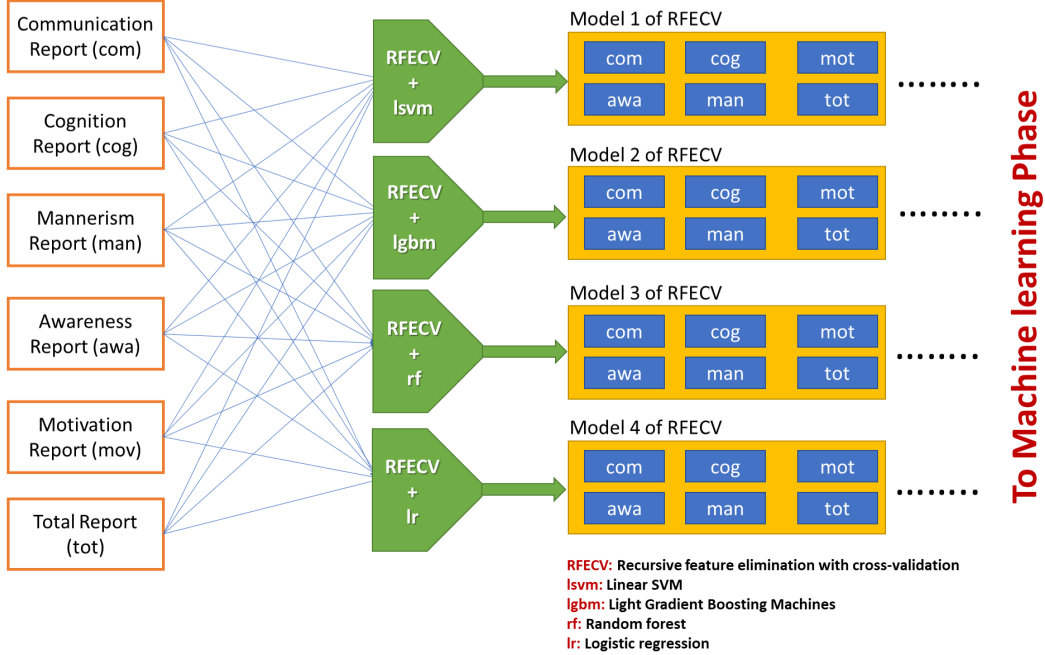 Communication
Report (com)
Cognition
Report (cog)
Mannerism
Report (man)
Awareness
Report (awa)
Motivation
Report (mov)
Total Report
(tot)
RFECV
+
lsvm
RFECV
+
lgbm
RFECV
+
rf
RFECV
+
lr
Model 1 of RFECV
com cog mot
awa man tot
Model 2 of RFECV
com cog mot
awa man tot
Model 3 of RFECV
com cog mot
awa man tot
Model 4 of RFECV
com cog mot
awa man tot
To Machine learning Phase
RFECV: Recursive feature elimination with cross-validation
lsvm: Linear SVM
lgbm: Light Gradient Boosting Machines
rf: Random forest
lr: Logistic regression